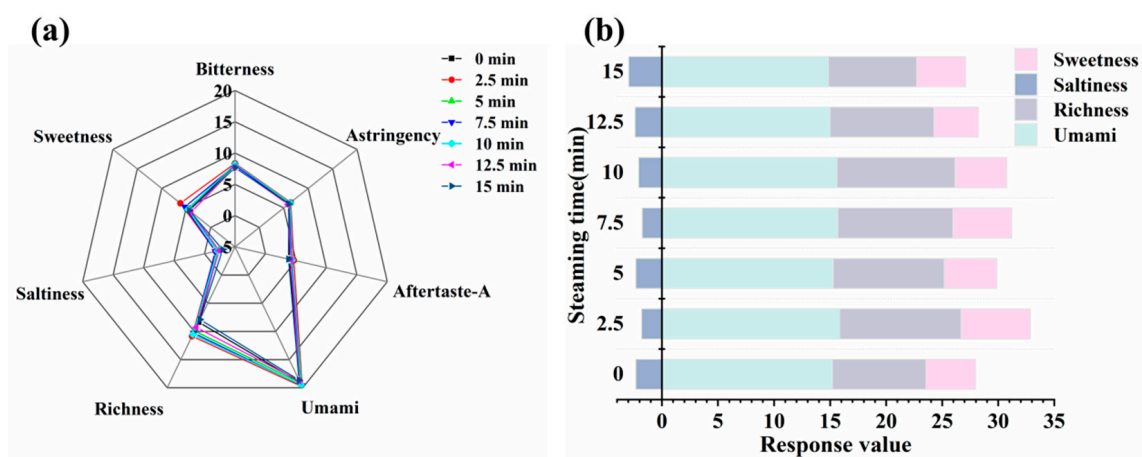 (a)
Bitterness
20
15
10
5
0
-5
Sweetness
Astringency
Saltiness
Aftertaste-A
Richness
Umami
0 min
2.5 min
5 min
7.5 min
10 min
12.5 min
15 min
(b)
Steaming time(min)
15
12.5
10
7.5
5
2.5
0
Sweetness
Saltiness
Richness
Umami
0 5 10 15 20 25 30 35
Response value